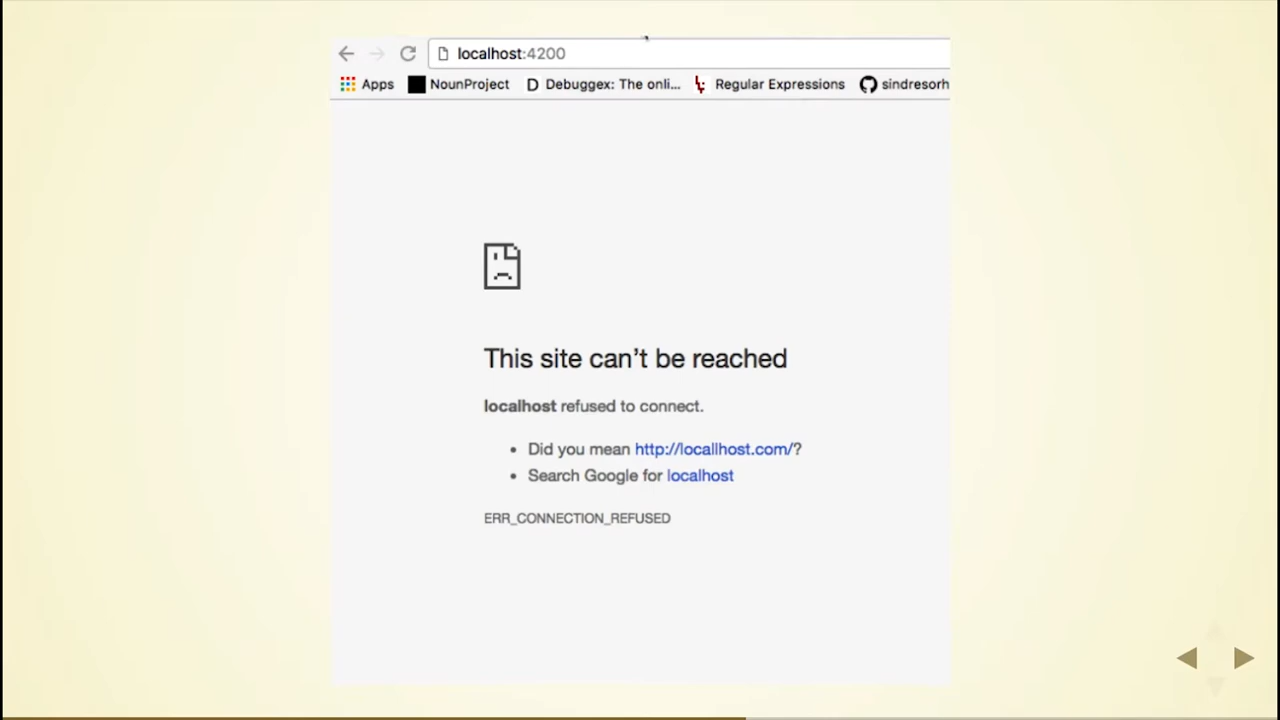 localhost:4200
Apps NounProject Debuggex: The onli... Regular Expressions sindresorh
This site can’t be reached
localhost refused to connect.
• Did you mean http://locallhost.com/?
• Search Google for localhost
ERR_CONNECTION_REFUSED